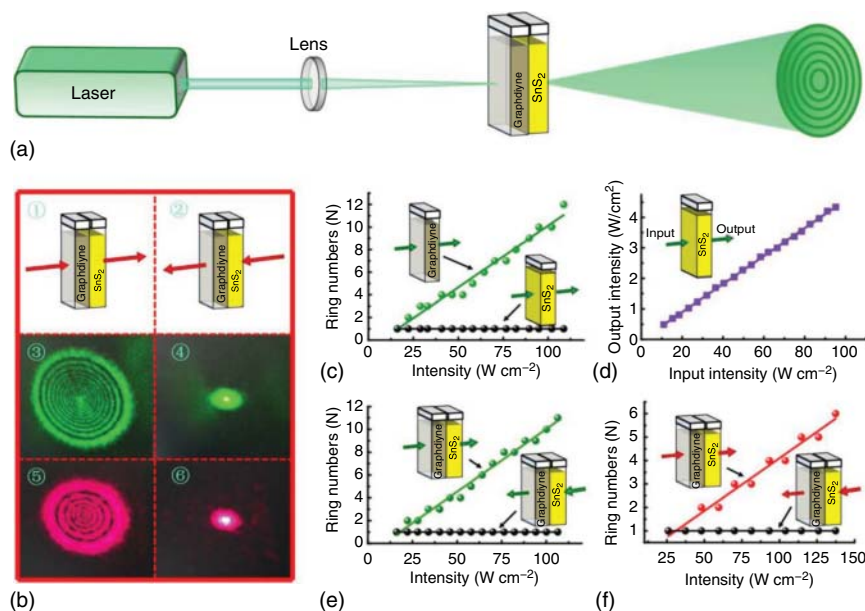 Laser
Lens
Graphdiyne
SnS2
(a)
① ②
Graphdiyne
SnS2
Graphdiyne
SnS2
③ ④
⑤ ⑥
(b)
Ring numbers (N)
12
10
8
6
4
2
0
0 25 50 75 100
Intensity (W cm−2)
Graphdiyne
SnS2
(c)
Output intensity (W/cm2)
4
3
2
1
0
0 20 40 60 80 100
Input intensity (W cm−2)
Input
Output
SnS2
(d)
Ring numbers (N)
12
10
8
6
4
2
0
0 25 50 75 100
Intensity (W cm−2)
Graphdiyne
SnS2
Graphdiyne
SnS2
(e)
Ring numbers (N)
6
5
4
3
2
1
25 50 75 100 125 150
Intensity (W cm−2)
Graphdiyne
SnS2
Graphdiyne
SnS2
(f)